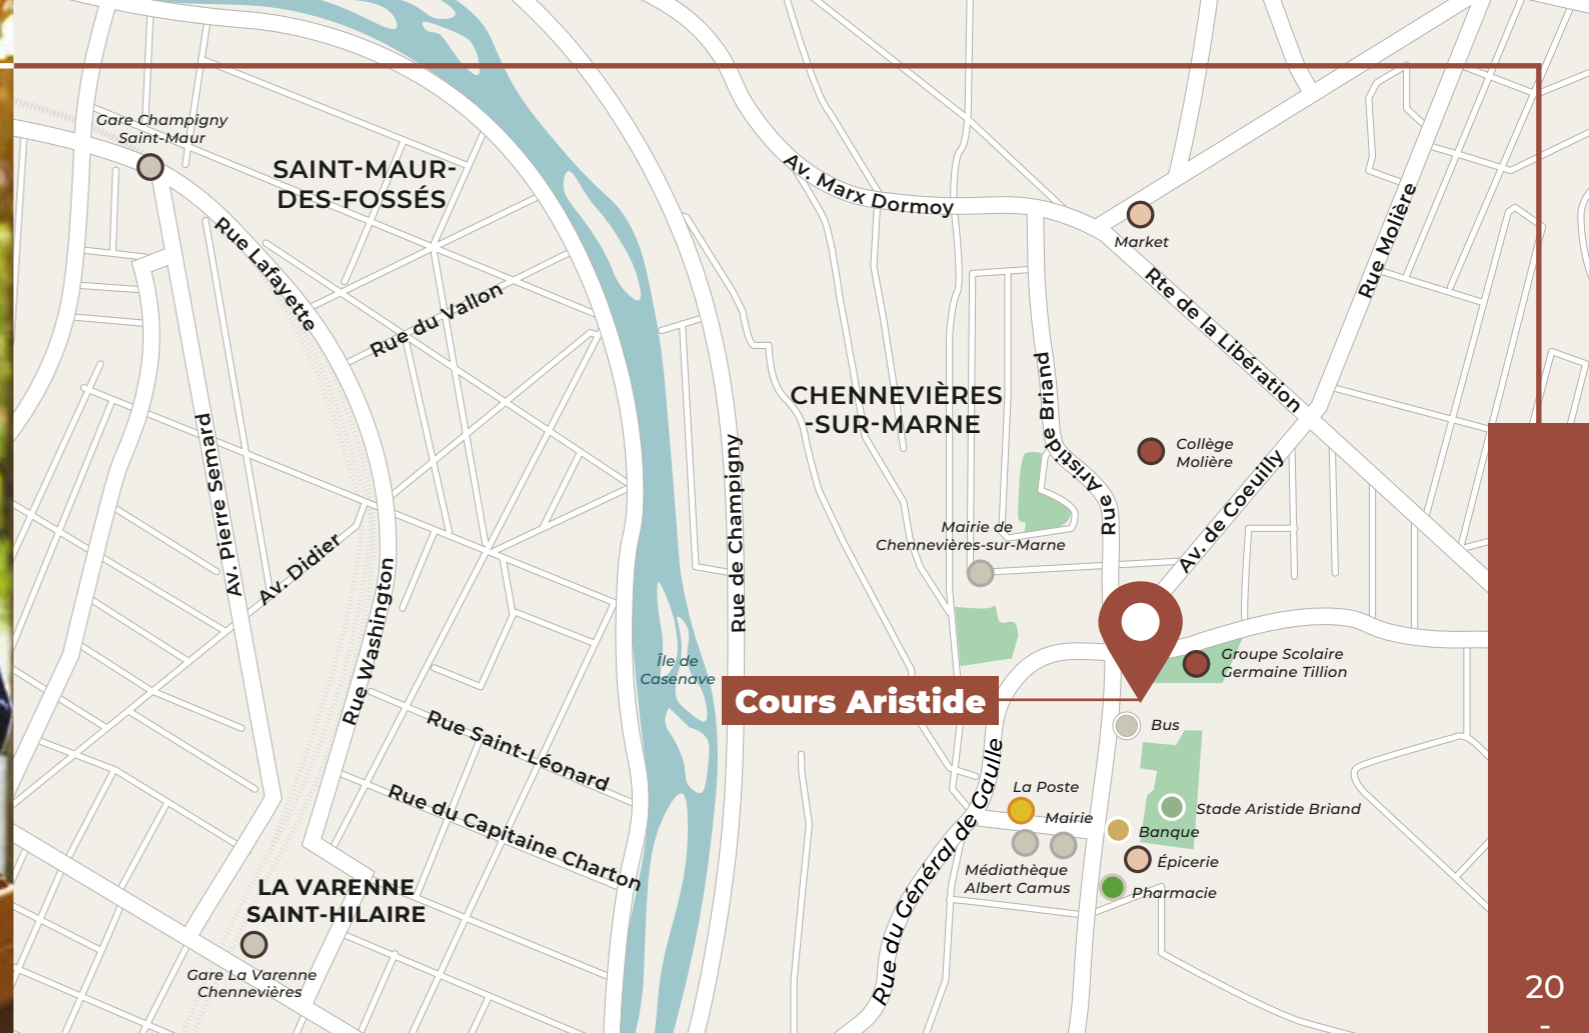 Gare Champigny
Saint-Maur
SAINT-MAUR-
DES-FOSSÉS
Rue Lafayette
Rue du Vallon
Av. Pierre Semard
Av. Didier
Rue Washington
Rue Saint-Léonard
Rue du Capitaine Charton
LA VARENNE
SAINT-HILAIRE
Gare La Varenne
Chennevières
Île de
Casenave
Rue de Champigny
Av. Marx Dormoy
Market
Rte de la Libération
Rue Molière
CHENNEVIÈRES
-SUR-MARNE
Rue Aristide Briand
Collège
Molière
Av. de Coeuilly
Mairie de
Chennevières-sur-Marne
Groupe Scolaire
Germaine Tillion
Cours Aristide
Bus
Rue du Général de Gaulle
La Poste
Mairie
Médiathèque
Albert Camus
Stade Aristide Briand
Banque
Épicerie
Pharmacie
20
-